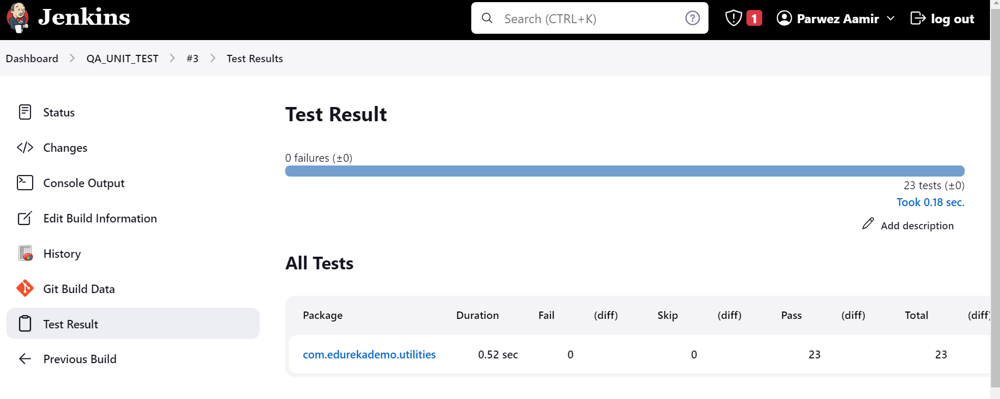 Jenkins
Search (CTRL+K)
1
Parwez Aamir
log out
Dashboard
QA_UNIT_TEST
#3
Test Results
Status
Changes
Console Output
Edit Build Information
History
Git Build Data
Test Result
Previous Build
Test Result
0 failures (±0)
23 tests (±0)
Took 0.18 sec.
Add description
All Tests
Package Duration Fail (diff) Skip (diff) Pass (diff) Total (diff)
com.edurekademo.utilities 0.52 sec 0 0 23 23